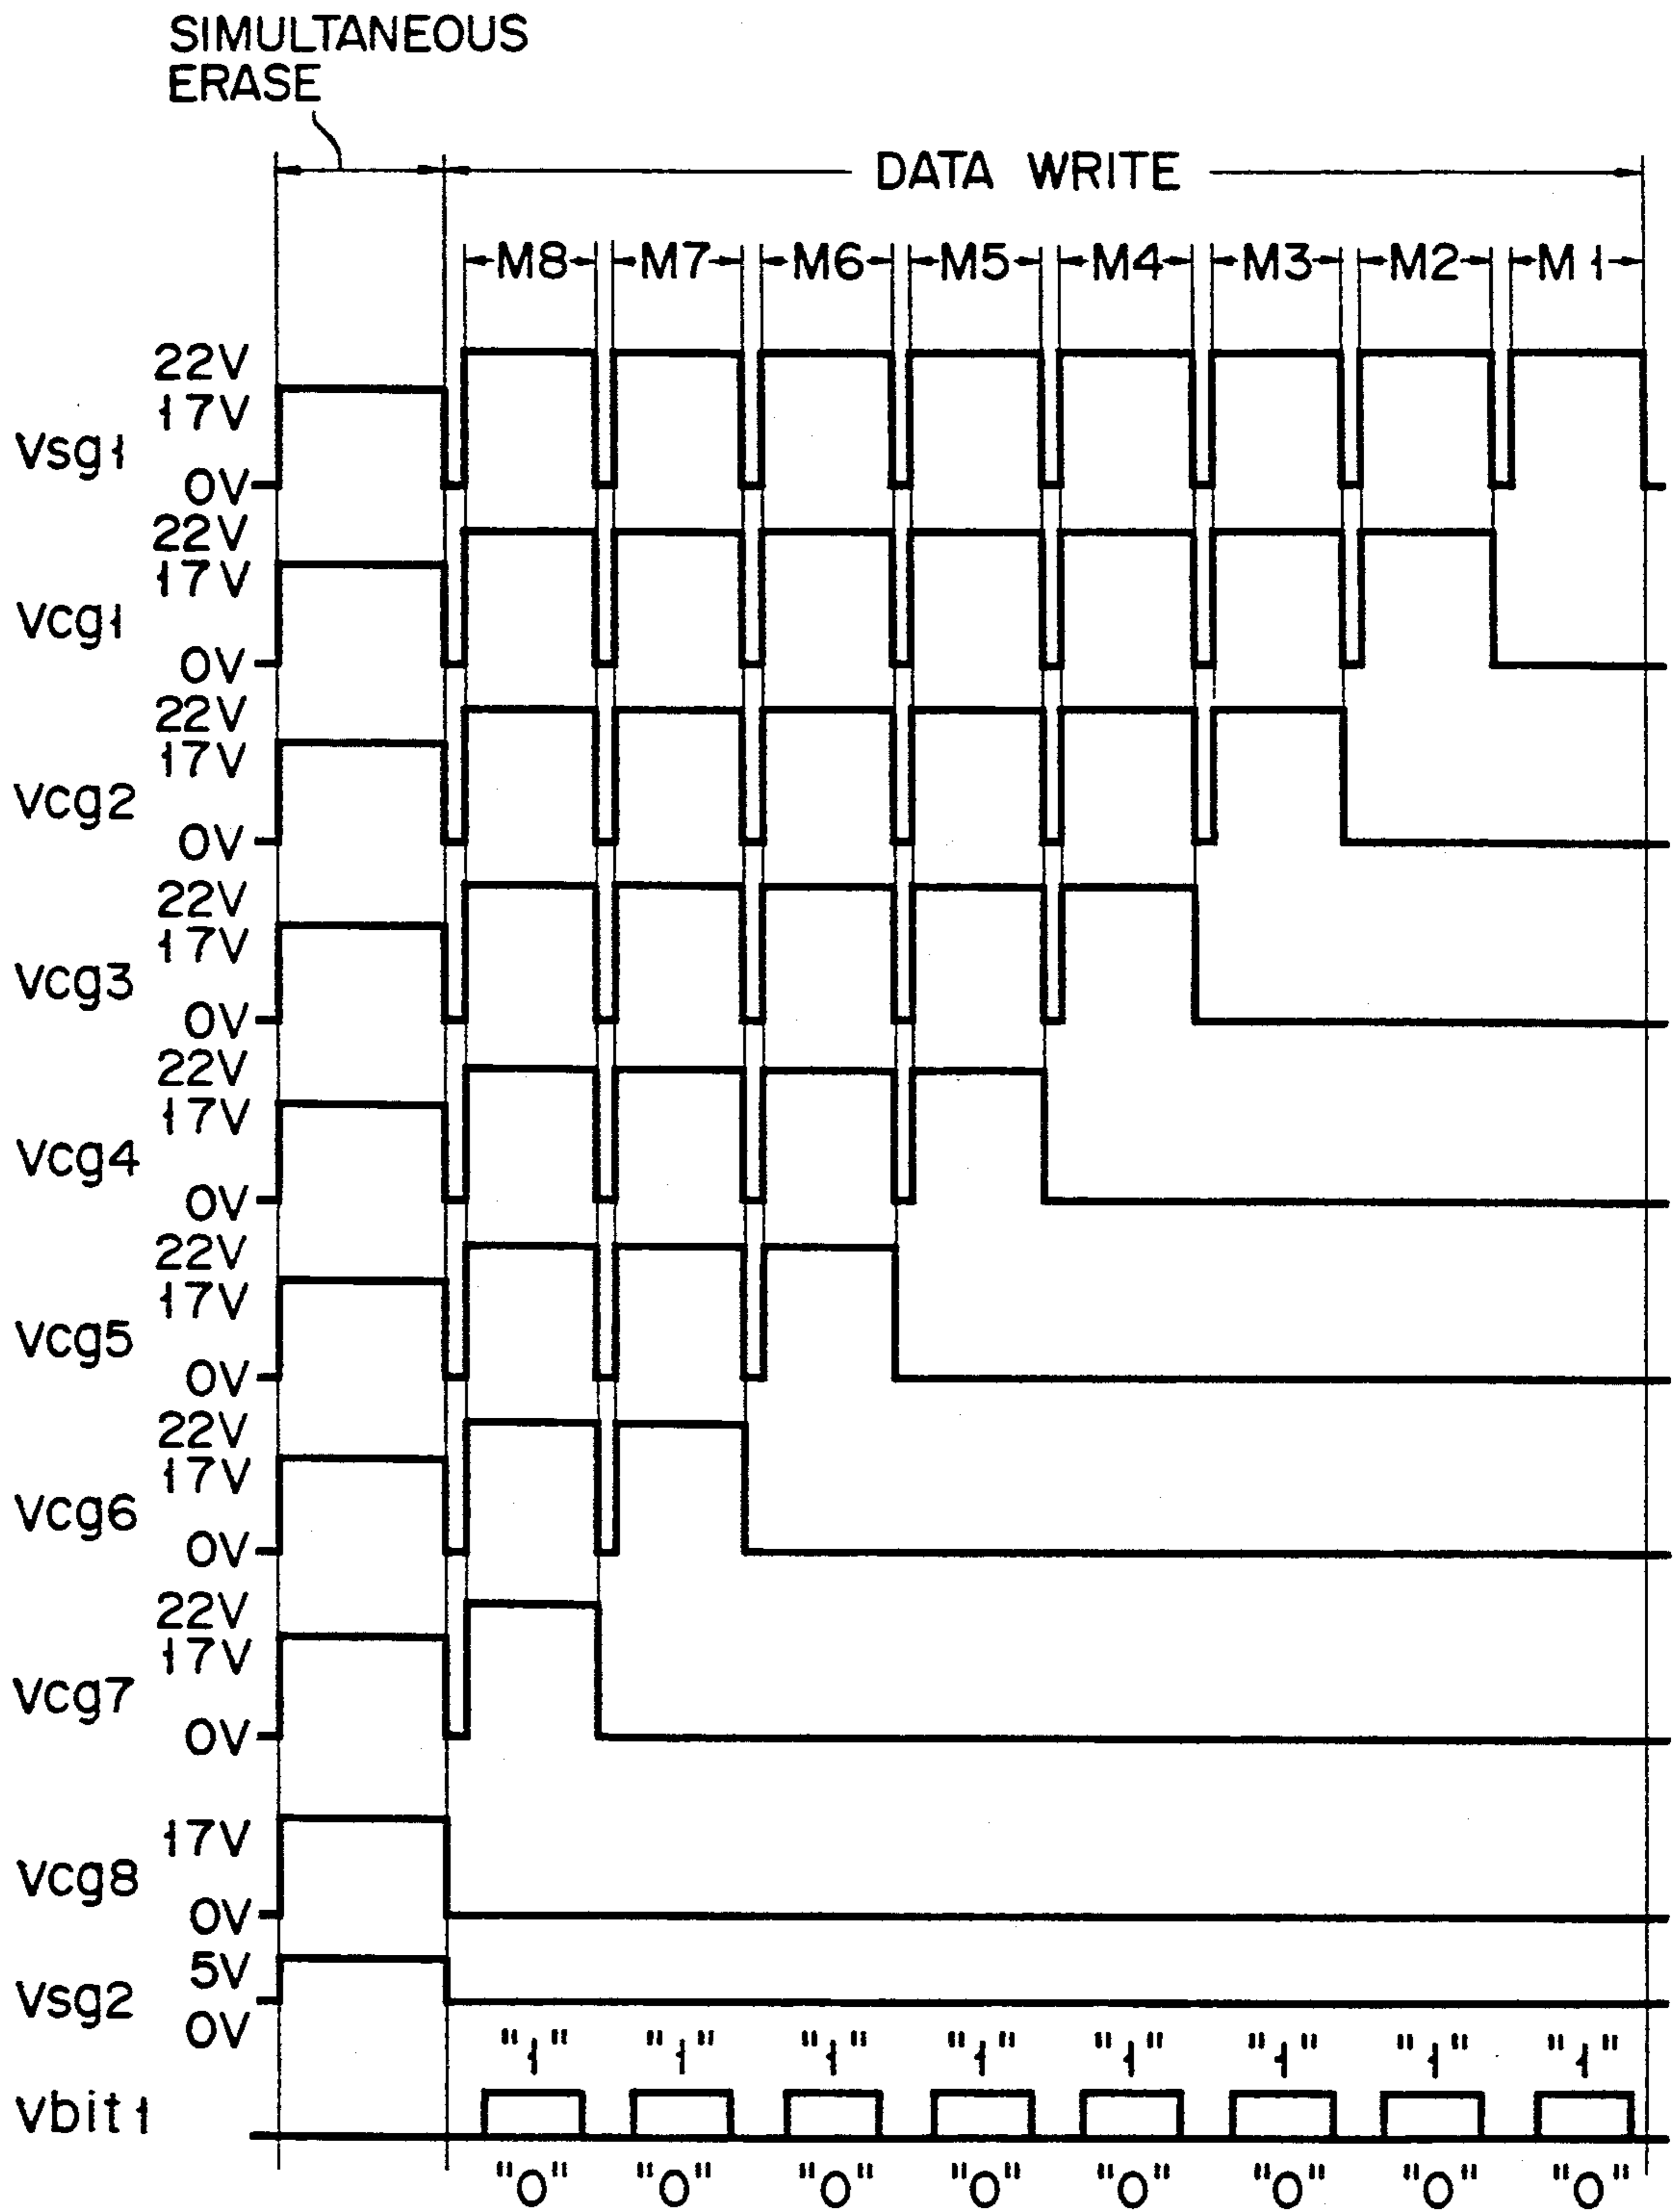 SIMULTANEOUS
ERASE
DATA WRITE
M8 M7 M6 M5 M4 M3 M2 M1
22V
17V
Vsg1
0V
22V
17V
Vcg1
0V
22V
17V
Vcg2
0V
22V
17V
Vcg3
0V
22V
17V
Vcg4
0V
22V
17V
Vcg5
0V
22V
17V
Vcg6
0V
22V
17V
Vcg7
0V
17V
Vcg8
0V
5V
Vsg2
0V
"1" "1" "1" "1" "1" "1" "1" "1"
Vbit1
"0" "0" "0" "0" "0" "0" "0" "0"